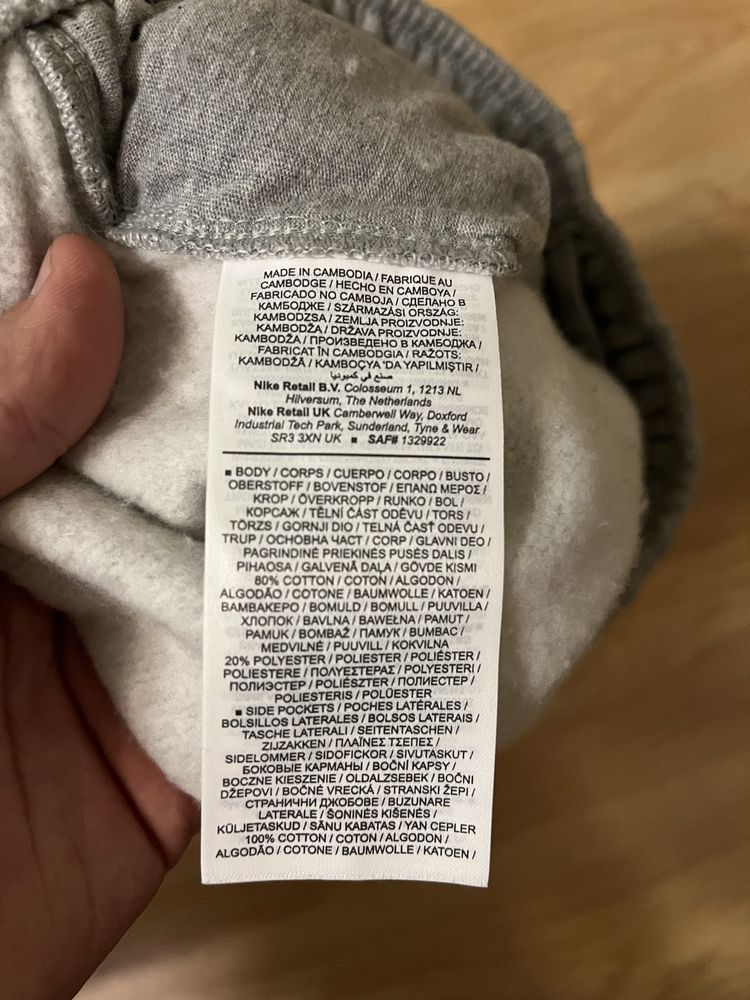 MADE IN CAMBODIA / FABRIQUE AU
CAMBODGE / HECHO EN CAMBOYA /
FABRICADO NO CAMBOJA / СДЕЛАНО В
КАМБОДЖЕ / SZÁRMAZÁSI ORSZÁG:
KAMBODZSA / ZEMLJA PROIZVODNJE:
KAMBODŽA / DRŽAVA PROIZVODNJE:
KAMBODŽA / ПРОИЗВЕДЕНО В КАМБОДЖА /
FABRICAT ÎN CAMBODGIA / RAŽOTS:
KAMBODŽĀ / KAMBOÇYA 'DA YAPILMIŞTIR /
صنع في كمبوديا
Nike Retail B.V. Colosseum 1, 1213 NL
Hilversum, The Netherlands
Nike Retail UK Camberwell Way, Doxford
Industrial Tech Park, Sunderland, Tyne & Wear
SR3 3XN UK ■ SAF# 1329922
■ BODY / CORPS / CUERPO / CORPO / BUSTO /
OBERSTOFF / BOVENSTOF / ΕΠΑΝΩ ΜΕΡΟΣ /
KROP / ÖVERKROPP / RUNKO / BOL /
КОРСАЖ / TĚLNÍ ČÁST ODĚVU / TORS /
TÖRZS / GORNJI DIO / TELNÁ ČASŤ ODEVU /
TRUP / ОСНОВНА ЧАСТ / CORP / GLAVNI DEO /
PAGRINDINĖ PRIEKINĖS PUSĖS DALIS /
PIHAOSA / GALVENĀ DAĻA / GÖVDE KISMI
80% COTTON / COTON / ALGODON /
ALGODÃO / COTONE / BAUMWOLLE / KATOEN /
ΒΑΜΒΑΚΕΡΟ / BOMULD / BOMULL / PUUVILLA /
ХЛОПОК / BAVLNA / BAWEŁNA / PAMUT /
PAMUK / BOMBAŽ / ПАМУК / BUMBAC /
MEDVILNĖ / PUUVILL / KOKVILNA
20% POLYESTER / POLIESTER / POLIÉSTER /
POLIESTERE / ΠΟΛΥΕΣΤΕΡΑΣ / POLYESTERI /
ПОЛИЭСТЕР / POLIÉSZTER / ПОЛИЕСТЕР /
POLIESTERIS / POLÜESTER
■ SIDE POCKETS / POCHES LATÉRALES /
BOLSILLOS LATERALES / BOLSOS LATERAIS /
TASCHE LATERALI / SEITENTASCHEN /
ZIJZAKKEN / ΠΛΑΪΝΕΣ ΤΣΕΠΕΣ /
SIDELOMMER / SIDOFICKOR / SIVUTASKUT /
БОКОВЫЕ КАРМАНЫ / BOČNÍ KAPSY /
BOCZNE KIESZENIE / OLDALZSEBEK / BOČNI
DŽEPOVI / BOČNÉ VRECKÁ / STRANSKI ŽEPI /
СТРАНИЧНИ ДЖОБОВЕ / BUZUNARE
LATERALE / ŠONINĖS KIŠENĖS /
KÜLJETASKUD / SĀNU KABATAS / YAN CEPLER
100% COTTON / COTON / ALGODON /
ALGODÃO / COTONE / BAUMWOLLE / KATOEN /